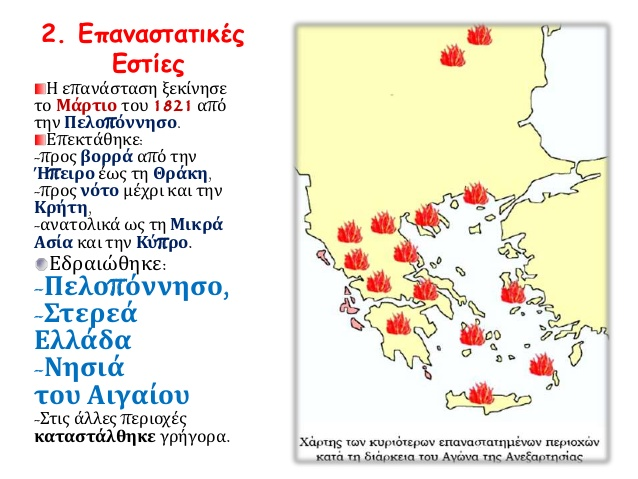 2. Επαναστατικές
Εστίες
Η επανάσταση ξεκίνησε
το Μάρτιο του 1821 από
την Πελοπόννησο.
Επεκτάθηκε:
-προς βορρά από την
Ήπειρο έως τη Θράκη,
-προς νότο μέχρι και την
Κρήτη,
-ανατολικά ως τη Μικρά
Ασία και την Κύπρο.
Εδραιώθηκε:
-Πελοπόννησο,
-Στερεά
Ελλάδα
-Νησιά
του Αιγαίου
-Στις άλλες περιοχές
καταστάλθηκε γρήγορα.
Χάρτης των κυριότερων επαναστατημένων περιοχών
κατά τη διάρκεια του Αγώνα της Ανεξαρτησίας